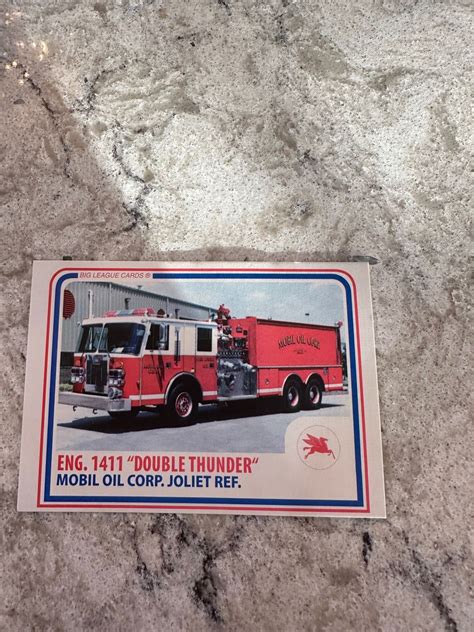 BIG LEAGUE CARDS ®
MOBIL OIL CORP.
ENG. 1411 "DOUBLE THUNDER"
MOBIL OIL CORP. JOLIET REF.